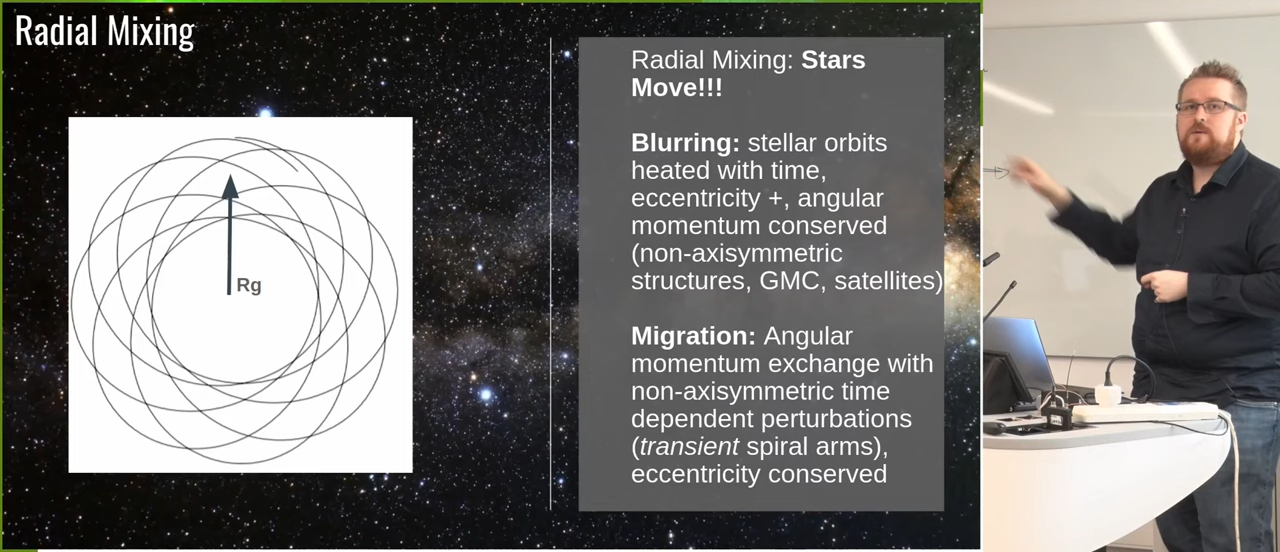 Radial Mixing
Rg
Radial Mixing: Stars
Move!!!
Blurring: stellar orbits
heated with time,
eccentricity +, angular
momentum conserved
(non-axisymmetric
structures, GMC, satellites)
Migration: Angular
momentum exchange with
non-axisymmetric time
dependent perturbations
(transient spiral arms),
eccentricity conserved